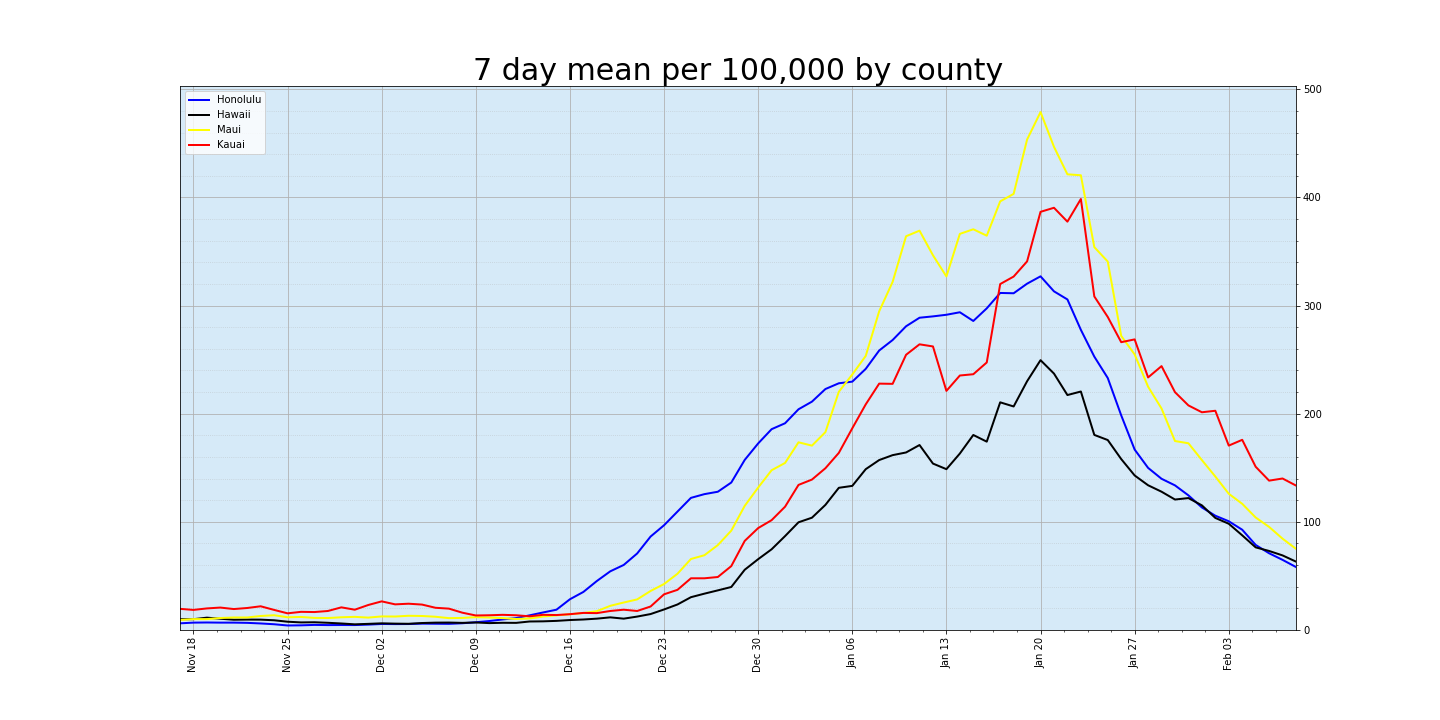 7 day mean per 100,000 by county
Honolulu
Hawaii
Maui
Kauai
500
400
300
200
100
0
Nov 18
Nov 25
Dec 02
Dec 09
Dec 16
Dec 23
Dec 30
Jan 06
Jan 13
Jan 20
Jan 27
Feb 03